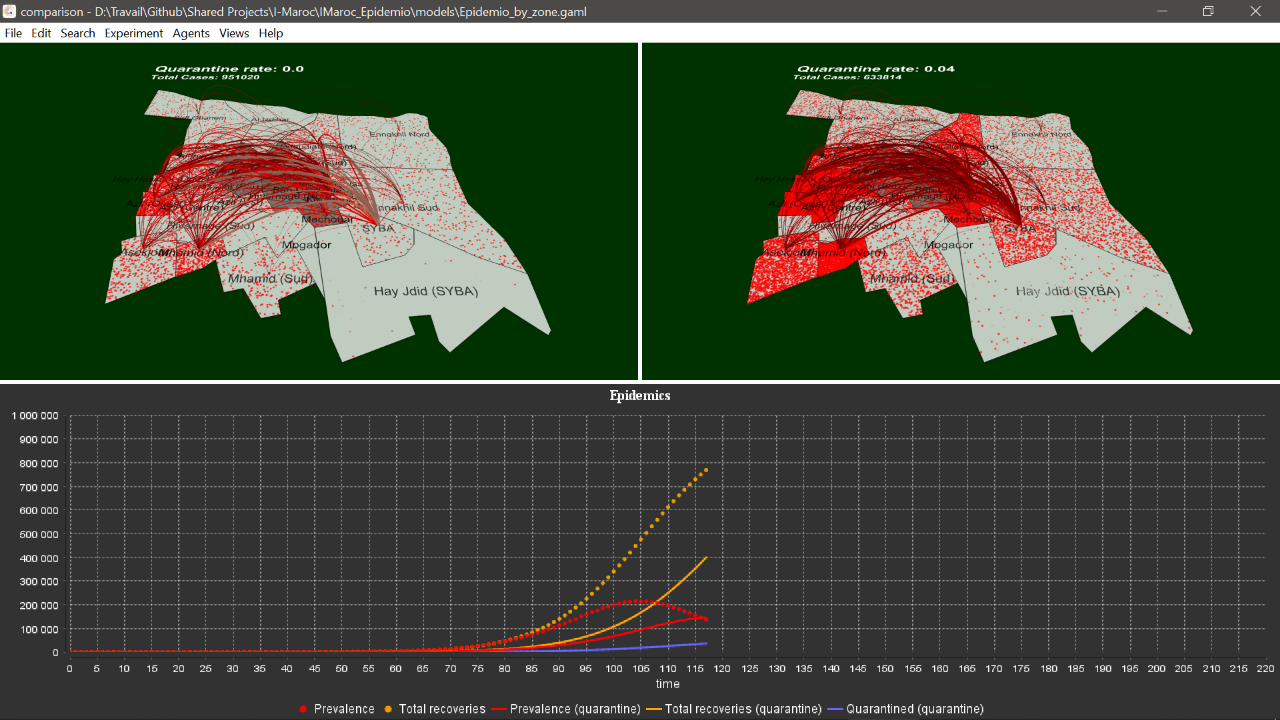 comparison - D:\Travail\Github\Shared Projects\I-Maroc\IMaroc_Epidemio\models\Epidemio_by_zone.gaml
File Edit Search Experiment Agents Views Help
Quarantine rate: 0.0
Total Cases: 951020
Ennakhil Nord
Ennakhil Sud
Mechouar
SYBA
Mogador
Mhamid (Nord)
Mhamid (Sud)
Hay Jdid (SYBA)
Quarantine rate: 0.04
Total Cases: 633814
Ennakhil Nord
Ennakhil Sud
Mechouar
SYBA
Mogador
Mhamid (Nord)
Mhamid (Sud)
Hay Jdid (SYBA)
Epidemics
1 000 000
900 000
800 000
700 000
600 000
500 000
400 000
300 000
200 000
100 000
0
0 5 10 15 20 25 30 35 40 45 50 55 60 65 70 75 80 85 90 95 100 105 110 115 120 125 130 135 140 145 150 155 160 165 170 175 180 185 190 195 200 205 210 215 220
time
Prevalence Total recoveries Prevalence (quarantine) Total recoveries (quarantine) Quarantined (quarantine)